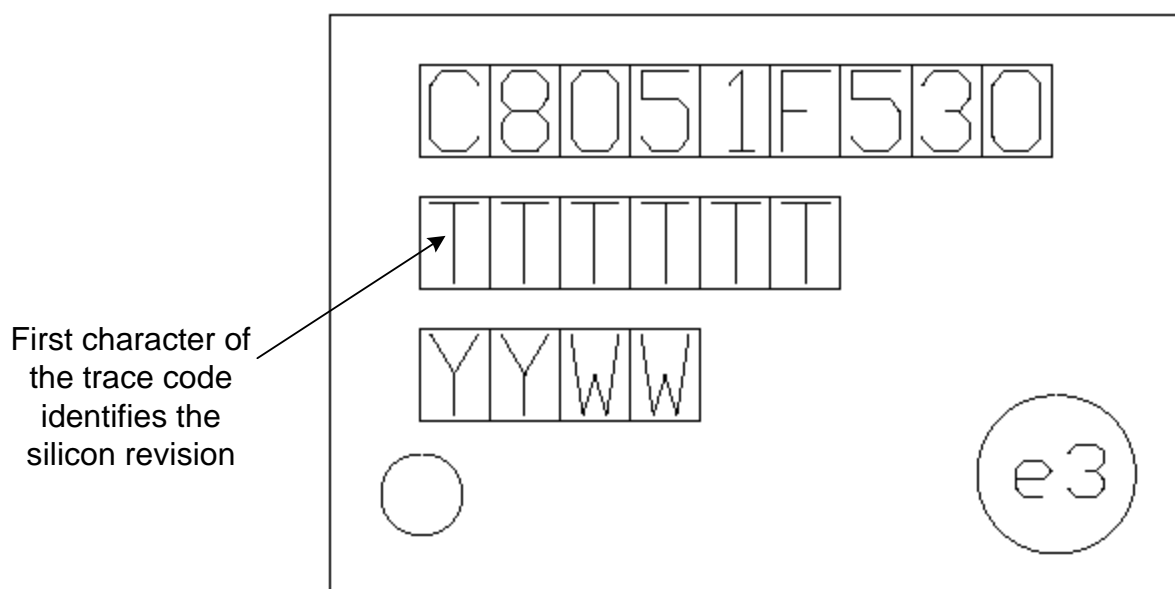 C8051F530
TTTTTT
First character of
the trace code
identifies the
silicon revision
YYWW
e3